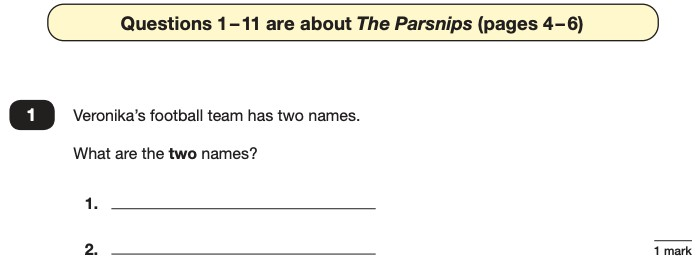 Questions 1–11 are about The Parsnips (pages 4–6)
1 Veronika's football team has two names.
What are the two names?
1.
2.
1 mark